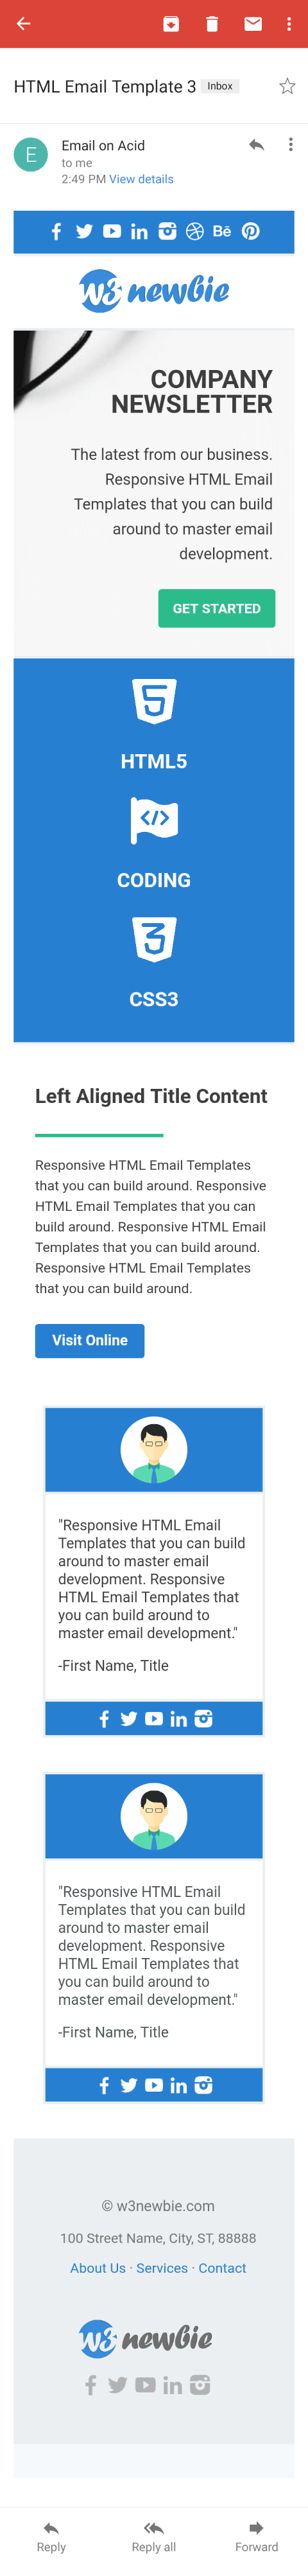 HTML Email Template 3 Inbox
E
Email on Acid
to me
2:49 PM View details
Bē
w3 newbie
COMPANY
NEWSLETTER
The latest from our business.
Responsive HTML Email
Templates that you can build
around to master email
development.
GET STARTED
HTML5
</>
CODING
CSS3
Left Aligned Title Content
Responsive HTML Email Templates
that you can build around. Responsive
HTML Email Templates that you can
build around. Responsive HTML Email
Templates that you can build around.
Responsive HTML Email Templates
that you can build around.
Visit Online
"Responsive HTML Email
Templates that you can build
around to master email
development. Responsive
HTML Email Templates that
you can build around to
master email development."
-First Name, Title
"Responsive HTML Email
Templates that you can build
around to master email
development. Responsive
HTML Email Templates that
you can build around to
master email development."
-First Name, Title
© w3newbie.com
100 Street Name, City, ST, 88888
About Us · Services · Contact
w3 newbie
Reply Reply all Forward